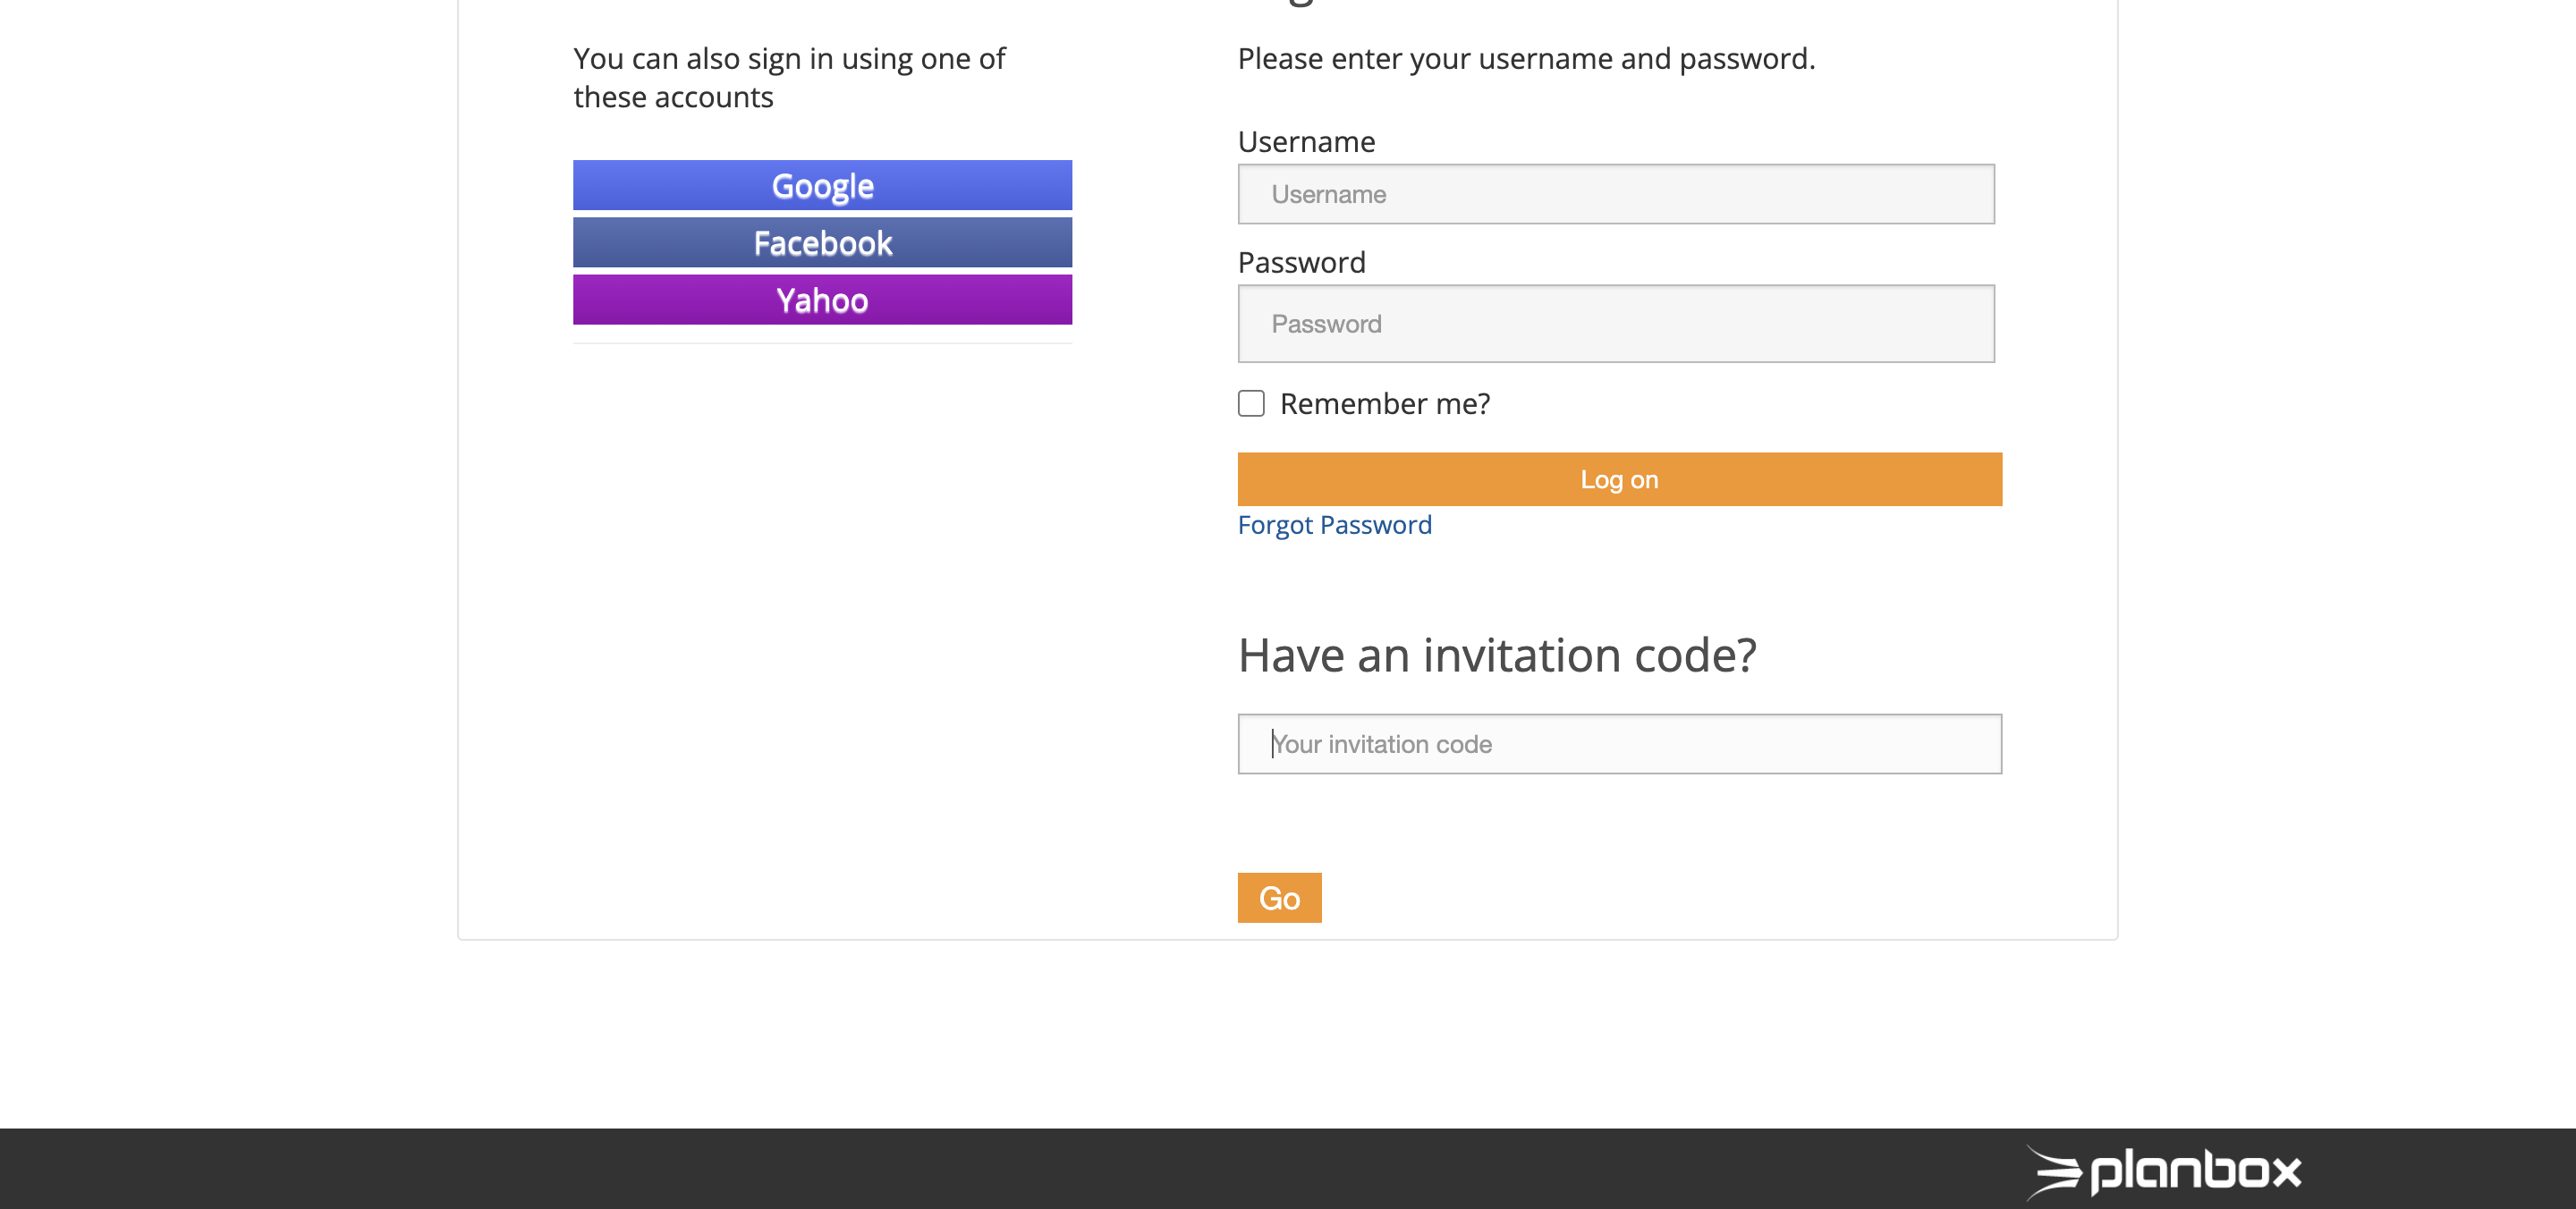 You can also sign in using one of
these accounts
Google
Facebook
Yahoo
Please enter your username and password.
Username
Username
Password
Password
Remember me?
Log on
Forgot Password
Have an invitation code?
Your invitation code
Go
planbox